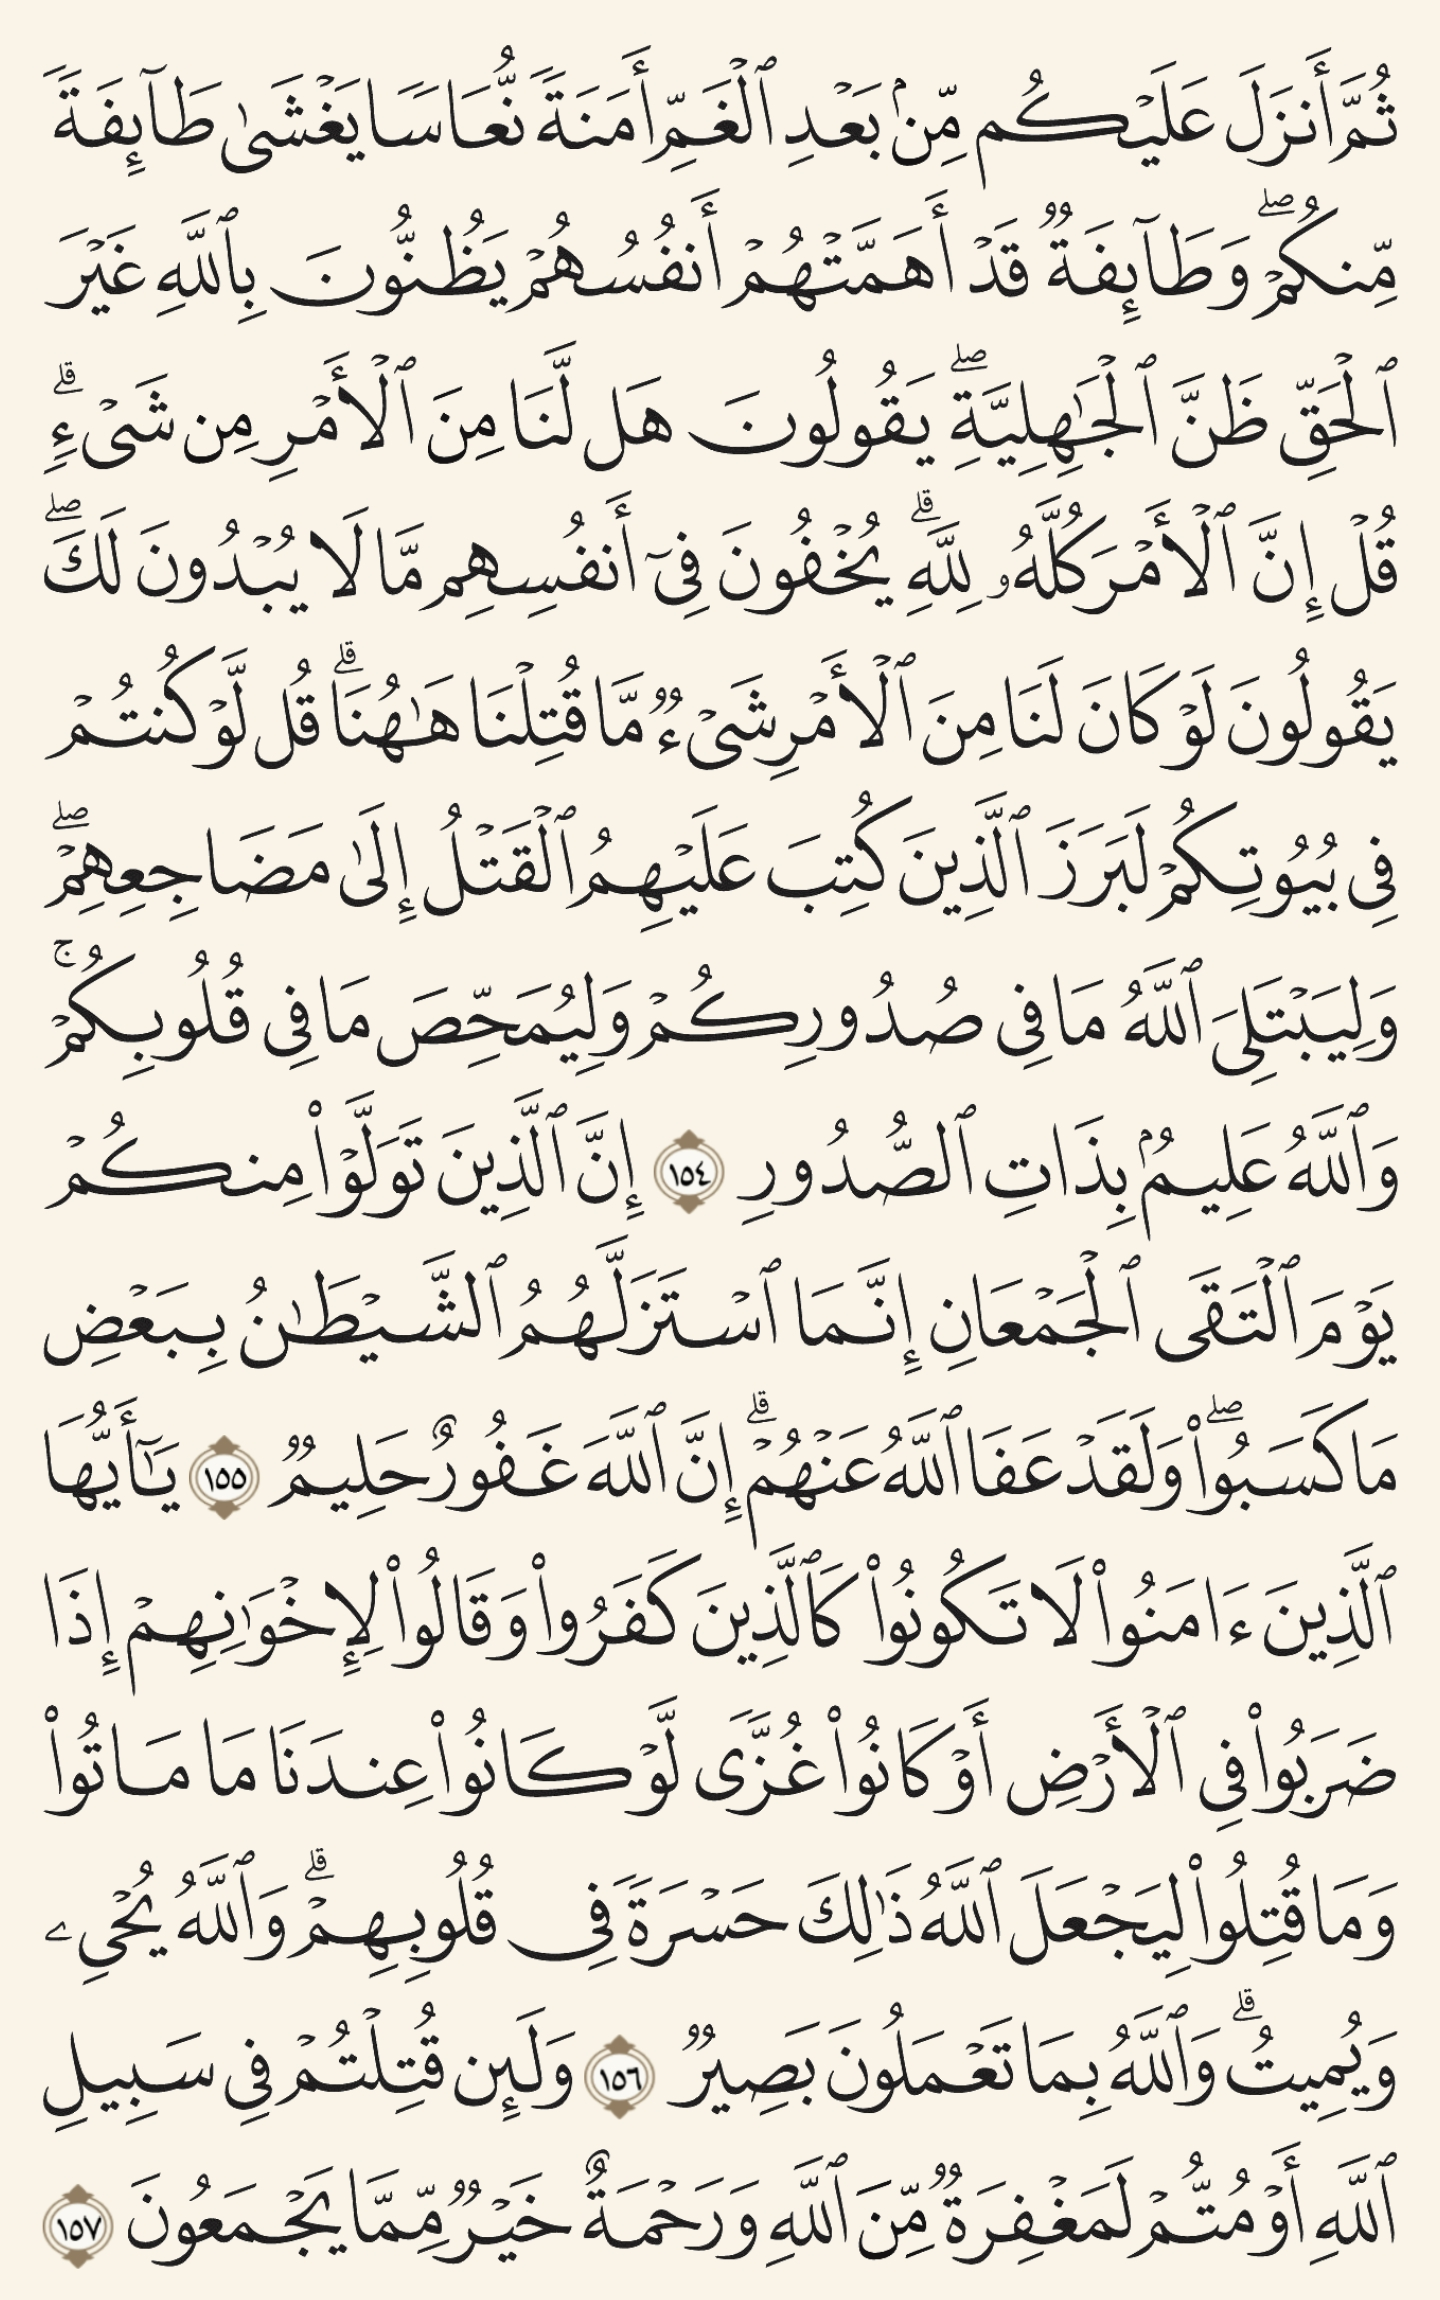 ثُمَّ أَنزَلَ عَلَيْكُم مِّنۢ بَعْدِ ٱلْغَمِّ أَمَنَةً نُّعَاسًا يَغْشَىٰ طَآئِفَةً
مِّنكُمْ ۖ وَطَآئِفَةٌ قَدْ أَهَمَّتْهُمْ أَنفُسُهُمْ يَظُنُّونَ بِٱللَّهِ غَيْرَ
ٱلْحَقِّ ظَنَّ ٱلْجَٰهِلِيَّةِ ۖ يَقُولُونَ هَل لَّنَا مِنَ ٱلْأَمْرِ مِن شَىْءٍ ۗ
قُلْ إِنَّ ٱلْأَمْرَ كُلَّهُۥ لِلَّهِ ۗ يُخْفُونَ فِىٓ أَنفُسِهِم مَّا لَا يُبْدُونَ لَكَ ۖ
يَقُولُونَ لَوْ كَانَ لَنَا مِنَ ٱلْأَمْرِ شَىْءٌ مَّا قُتِلْنَا هَٰهُنَا ۗ قُل لَّوْ كُنتُمْ
فِى بُيُوتِكُمْ لَبَرَزَ ٱلَّذِينَ كُتِبَ عَلَيْهِمُ ٱلْقَتْلُ إِلَىٰ مَضَاجِعِهِمْ ۖ
وَلِيَبْتَلِىَ ٱللَّهُ مَا فِى صُدُورِكُمْ وَلِيُمَحِّصَ مَا فِى قُلُوبِكُمْ ۚ
وَٱللَّهُ عَلِيمٌۢ بِذَاتِ ٱلصُّدُورِ ١٥٤ إِنَّ ٱلَّذِينَ تَوَلَّوْا۟ مِنكُمْ
يَوْمَ ٱلْتَقَى ٱلْجَمْعَانِ إِنَّمَا ٱسْتَزَلَّهُمُ ٱلشَّيْطَٰنُ بِبَعْضِ
مَا كَسَبُوا۟ ۖ وَلَقَدْ عَفَا ٱللَّهُ عَنْهُمْ ۗ إِنَّ ٱللَّهَ غَفُورٌ حَلِيمٌ ١٥٥ يَٰٓأَيُّهَا
ٱلَّذِينَ ءَامَنُوا۟ لَا تَكُونُوا۟ كَٱلَّذِينَ كَفَرُوا۟ وَقَالُوا۟ لِإِخْوَٰنِهِمْ إِذَا
ضَرَبُوا۟ فِى ٱلْأَرْضِ أَوْ كَانُوا۟ غُزًّى لَّوْ كَانُوا۟ عِندَنَا مَا مَاتُوا۟
وَمَا قُتِلُوا۟ لِيَجْعَلَ ٱللَّهُ ذَٰلِكَ حَسْرَةً فِى قُلُوبِهِمْ ۗ وَٱللَّهُ يُحْىِۦ
وَيُمِيتُ ۗ وَٱللَّهُ بِمَا تَعْمَلُونَ بَصِيرٌ ١٥٦ وَلَئِن قُتِلْتُمْ فِى سَبِيلِ
ٱللَّهِ أَوْ مُتُّمْ لَمَغْفِرَةٌ مِّنَ ٱللَّهِ وَرَحْمَةٌ خَيْرٌ مِّمَّا يَجْمَعُونَ ١٥٧